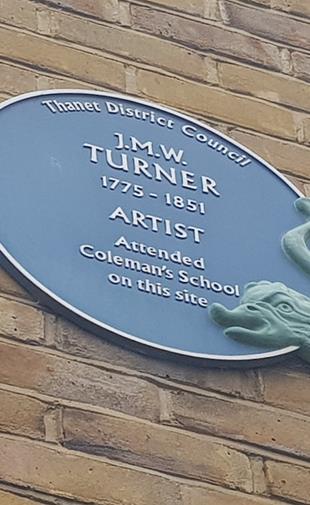 Thanet District Council
J.M.W.
TURNER
1775 - 1851
ARTIST
Attended
Coleman's School
on this site